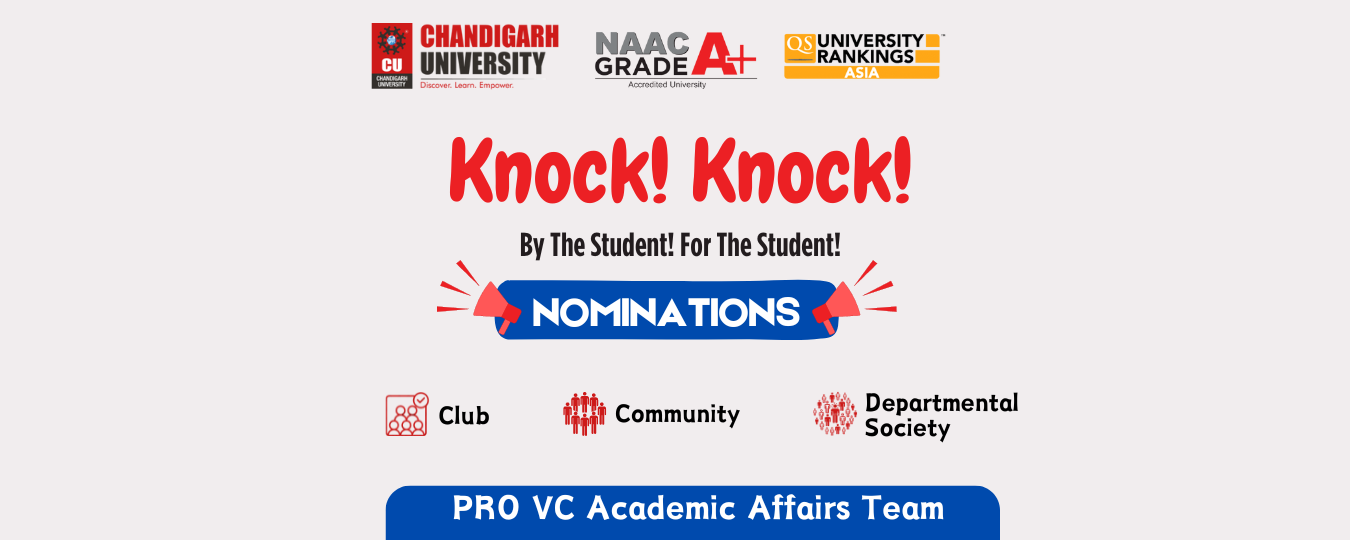 CU
CHANDIGARH
UNIVERSITY
CHANDIGARH
UNIVERSITY
Discover. Learn. Empower.
NAAC
GRADE A+
Accredited University
QS UNIVERSITY
RANKINGS
ASIA
Knock! Knock!
By The Student! For The Student!
NOMINATIONS
Club
Community
Departmental
Society
PRO VC Academic Affairs Team